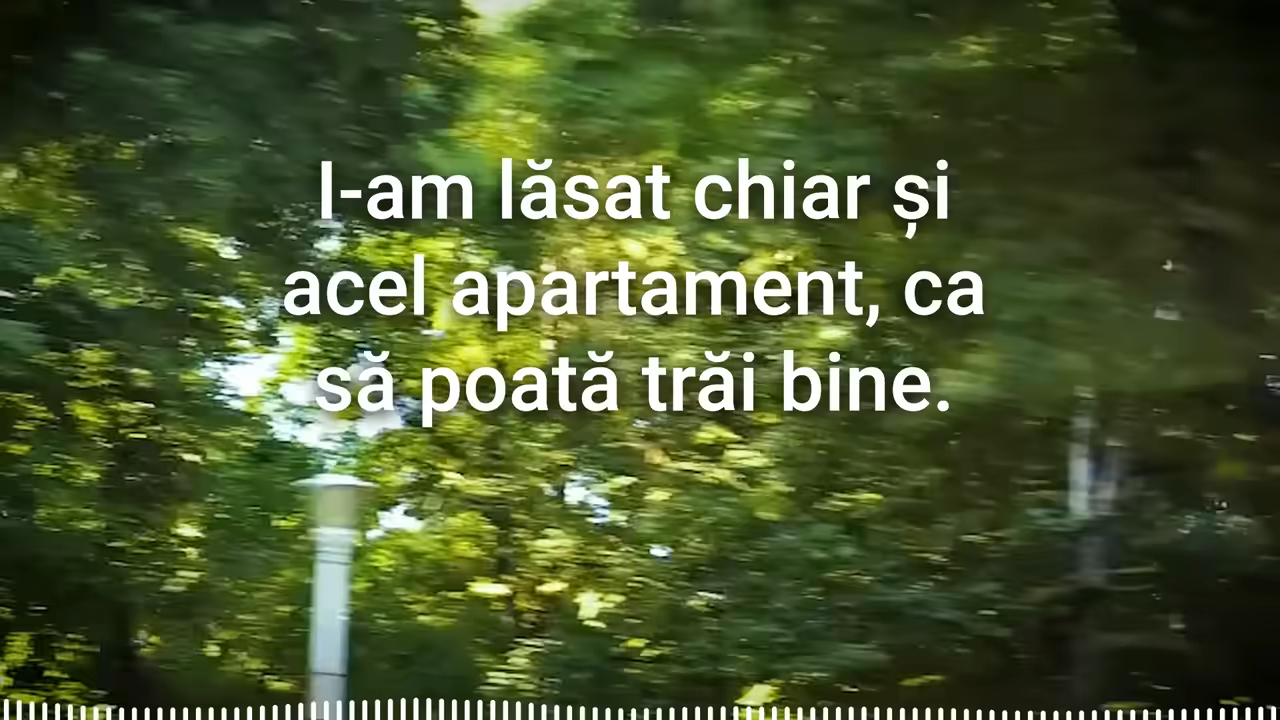 I-am lăsat chiar și
acel apartament, ca
să poată trăi bine.